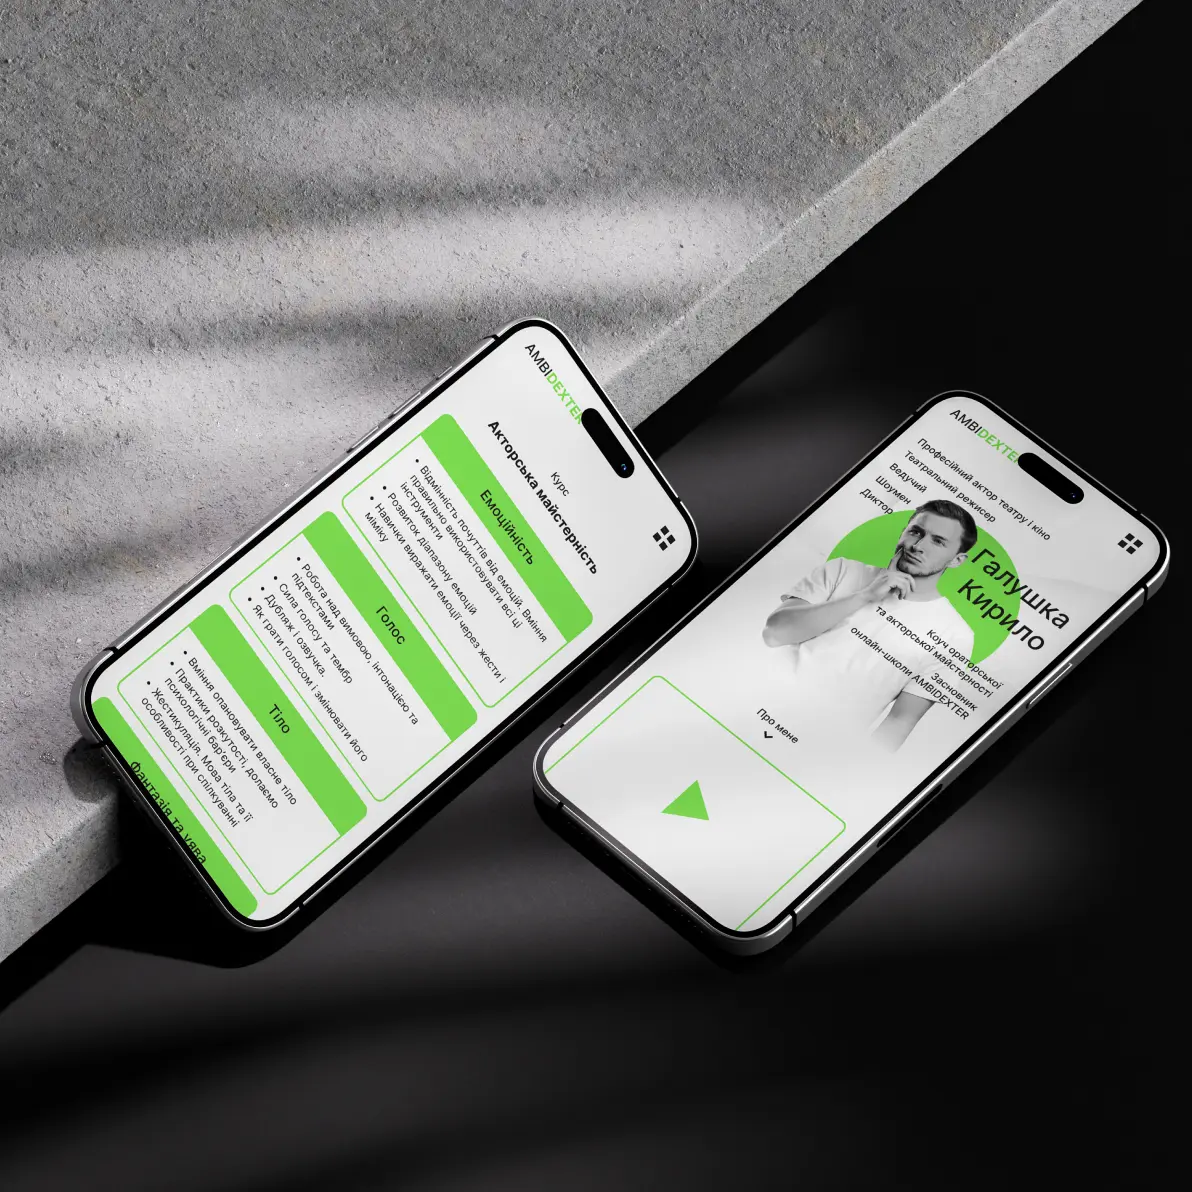 AMBIDEXTER
Курс
Акторська майстерність
Емоційність
• Відмінність почуттів від емоцій. Вміння
правильно використовувати всі ці
інструменти
• Розвиток діапазону емоцій
• Навички виражати емоції через жести і
міміку
Голос
• Робота над вимовою, інтонацією та
підтекстами
• Сила голосу та тембр
• Дубляж і озвучка.
• Як грати голосом і змінювати його
Тіло
• Вміння опановувати власне тіло
• Практики розкутості, долаємо
психологічні бар'єри
• Жестикуляція. Мова тіла та її
особливості при спілкуванні
Фантазія та уява
AMBIDEXTER
Професійний актор театру і кіно
Театральний режисер
Ведучий
Шоумен
Диктор
Галушка
Кирило
Коуч ораторської
та акторської майстерності
Засновник
онлайн-школи AMBIDEXTER
Про мене